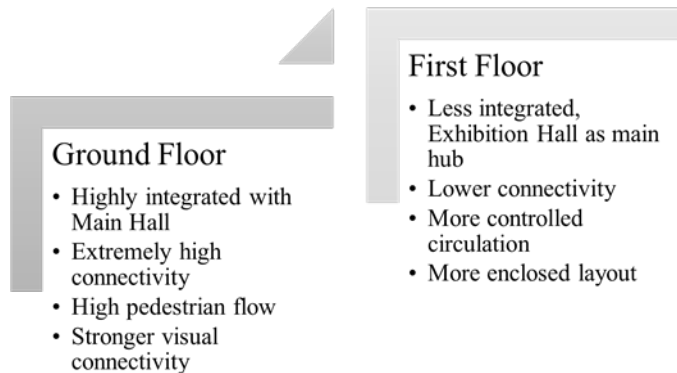 Ground Floor
• Highly integrated with
Main Hall
• Extremely high
connectivity
• High pedestrian flow
• Stronger visual
connectivity
First Floor
• Less integrated,
Exhibition Hall as main
hub
• Lower connectivity
• More controlled
circulation
• More enclosed layout